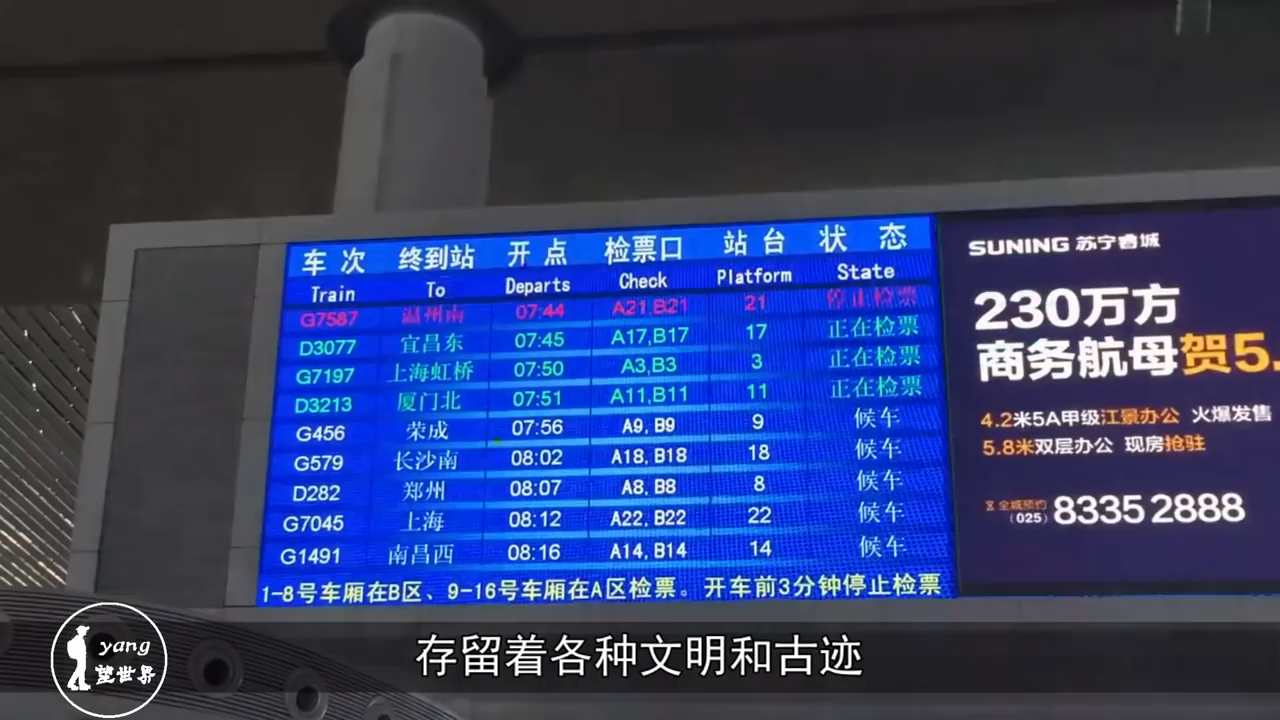 车次 终到站 开点 检票口 站台 状态
Train To Departs Check Platform State
G7587 温州南 07:44 A21,B21 21 停止检票
D3077 宜昌东 07:45 A17,B17 17 正在检票
G7197 上海虹桥 07:50 A3,B3 3 正在检票
D3213 厦门北 07:51 A11,B11 11 正在检票
G456 荣成 07:56 A9,B9 9 候车
G579 长沙南 08:02 A18,B18 18 候车
D282 郑州 08:07 A8,B8 8 候车
G7045 上海 08:12 A22,B22 22 候车
G1491 南昌西 08:16 A14,B14 14 候车
1-8号车厢在B区、9-16号车厢在A区检票。开车前3分钟停止检票
SUNING 苏宁睿城
230万方
商务航母贺5.
4.2米5A甲级江景办公 火爆发售
5.8米双层办公 现房抢驻
全城预约
(025) 8335 2888
存留着各种文明和古迹
yang
望世界